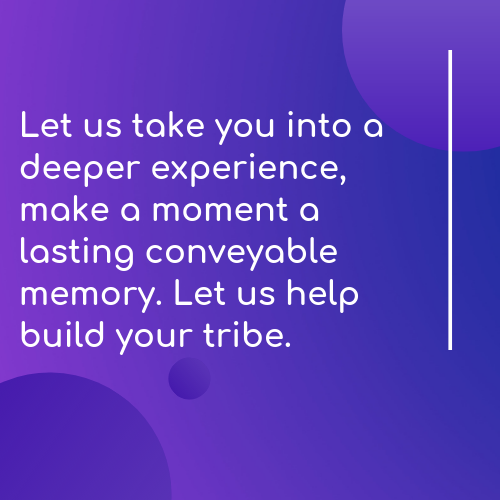 Let us take you into a
deeper experience,
make a moment a
lasting conveyable
memory. Let us help
build your tribe.